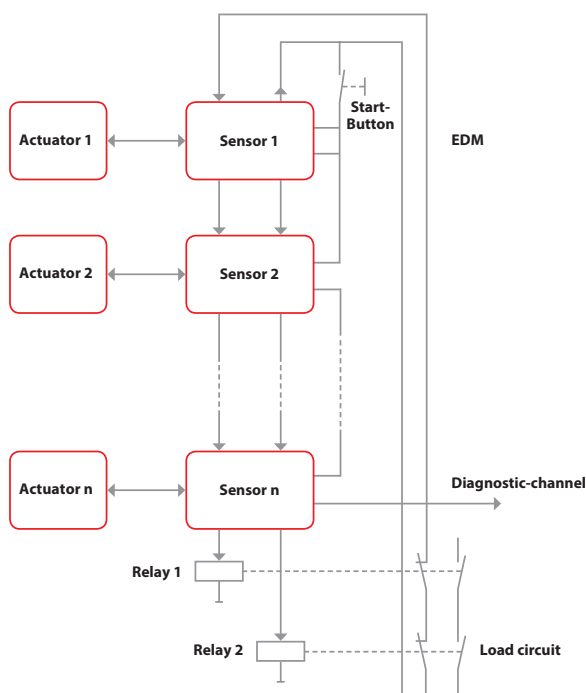 Start-
Button
Actuator 1
Sensor 1
EDM
Actuator 2
Sensor 2
Actuator n
Sensor n
Diagnostic-channel
Relay 1
Relay 2
Load circuit